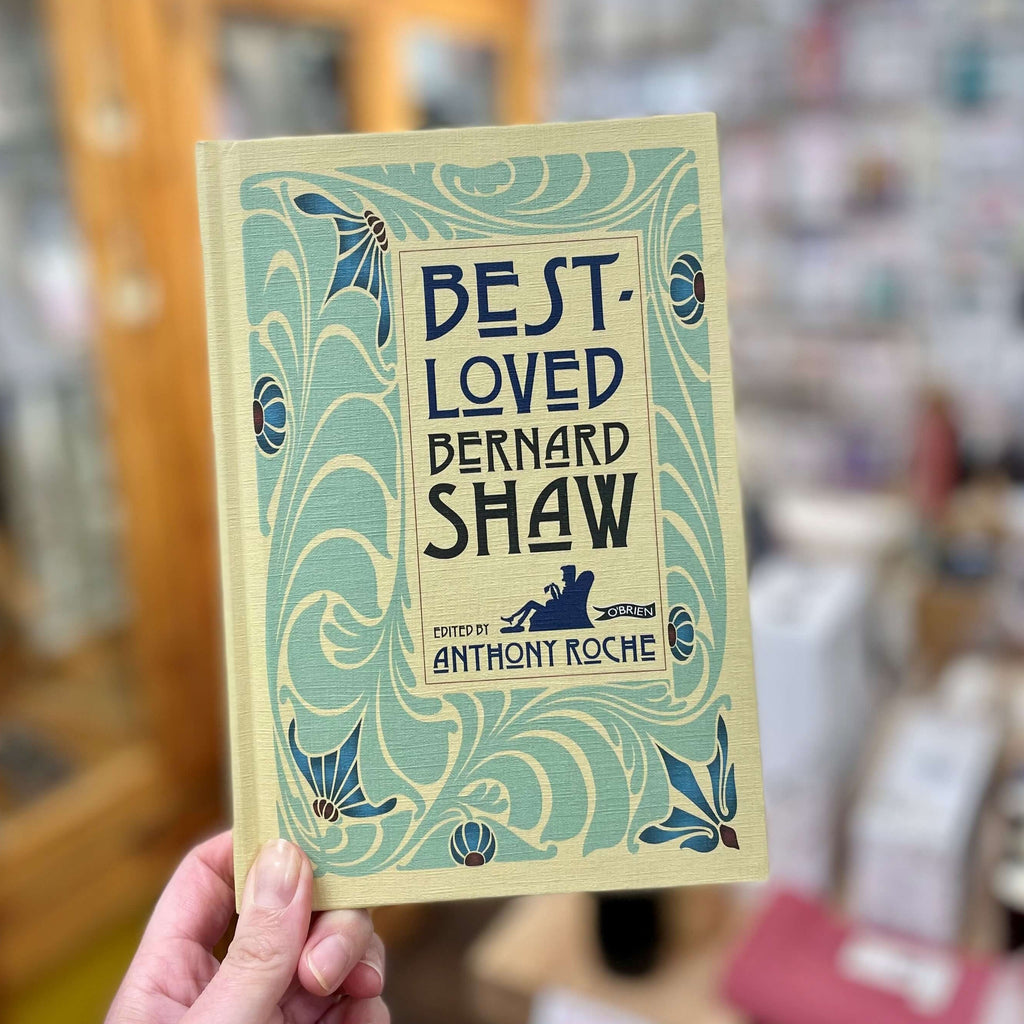 BEST-
LOVED
BERNARD
SHAW
O'BRIEN
EDITED BY
ANTHONY ROCHE